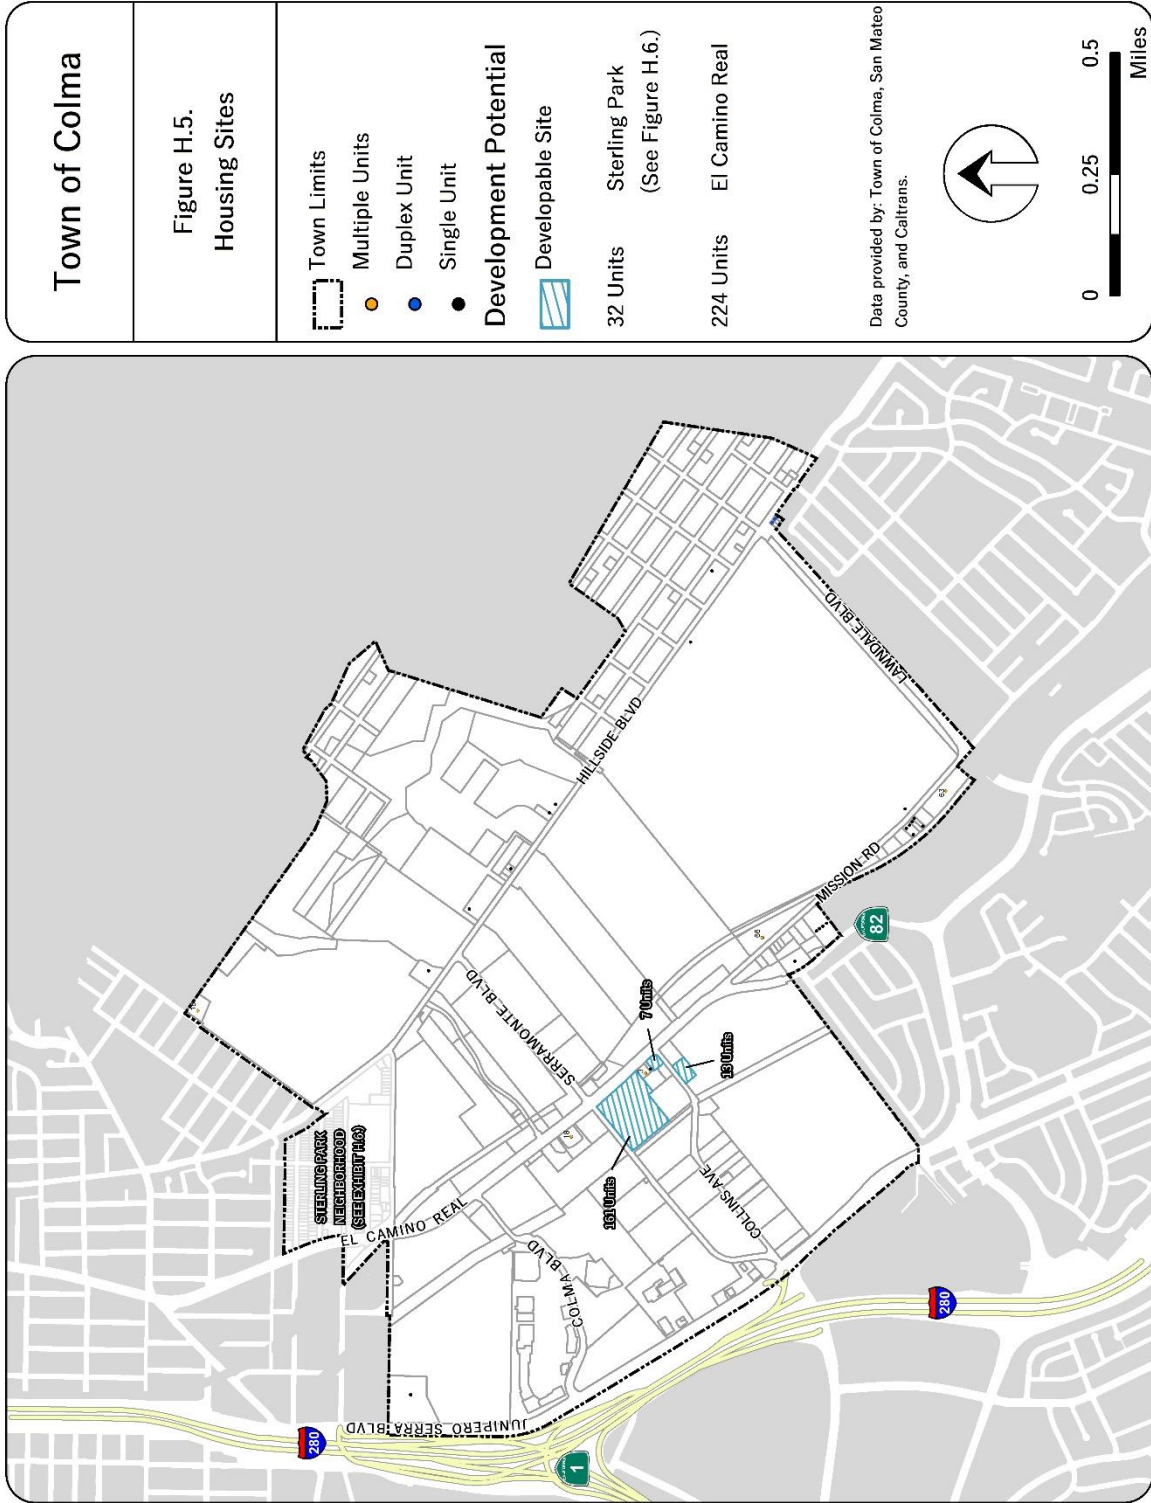 Town of Colma
Figure H.5.
Housing Sites
Town Limits
Multiple Units
Duplex Unit
Single Unit
Development Potential
Developable Site
32 Units Sterling Park
(See Figure H.6.)
224 Units El Camino Real
Data provided by: Town of Colma, San Mateo
County, and Caltrans.
0 0.25 0.5
Miles
STERLING PARK
NEIGHBORHOOD
(SEE EXHIBIT H.6.)
EL CAMINO REAL
JUNIPERO SERRA BLVD
COLMA BLVD
SERRAMONTE BLVD
HILLSIDE BLVD
COLLINS AVE
MISSION RD
LAWNDALE BLVD
161 Units
7 Units
13 Units
66
63
280
280
1
82